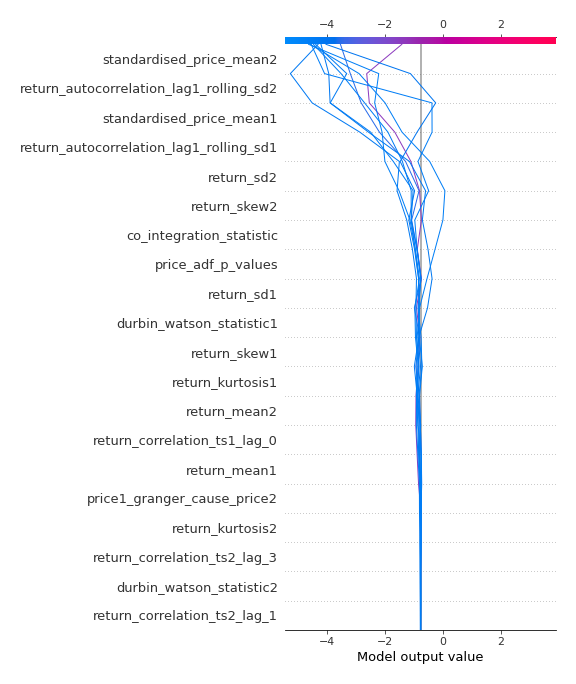 −4 −2 0 2
standardised_price_mean2
return_autocorrelation_lag1_rolling_sd2
standardised_price_mean1
return_autocorrelation_lag1_rolling_sd1
return_sd2
return_skew2
co_integration_statistic
price_adf_p_values
return_sd1
durbin_watson_statistic1
return_skew1
return_kurtosis1
return_mean2
return_correlation_ts1_lag_0
return_mean1
price1_granger_cause_price2
return_kurtosis2
return_correlation_ts2_lag_3
durbin_watson_statistic2
return_correlation_ts2_lag_1
−4 −2 0 2
Model output value